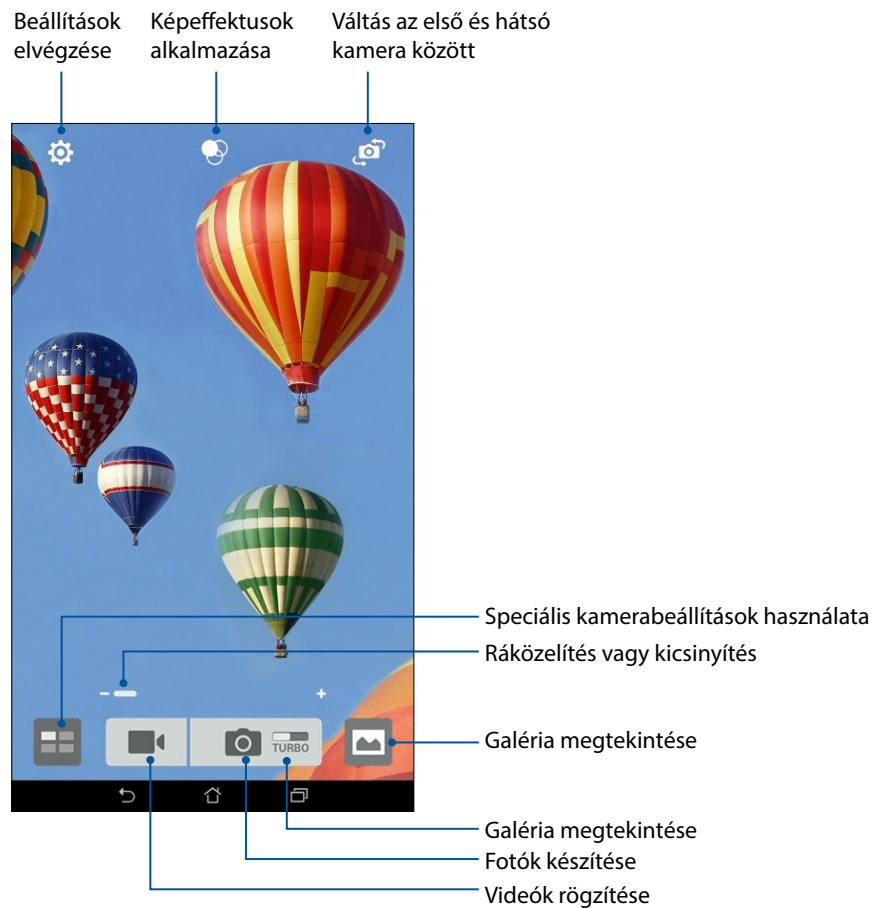 Beállítások
elvégzése
Képeffektusok
alkalmazása
Váltás az első és hátsó
kamera között
Speciális kamerabeállítások használata
Ráközelítés vagy kicsinyítés
TURBO
Galéria megtekintése
Galéria megtekintése
Fotók készítése
Videók rögzítése